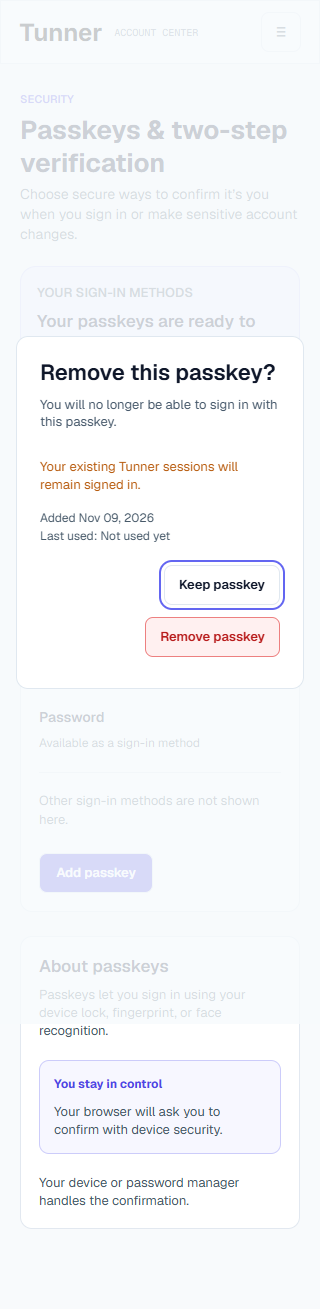 Tunner ACCOUNT CENTER
SECURITY
Passkeys & two-step
verification
Choose secure ways to confirm it's you
when you sign in or make sensitive account
changes.
YOUR SIGN-IN METHODS
Your passkeys are ready to
Remove this passkey?
You will no longer be able to sign in with
this passkey.
Your existing Tunner sessions will
remain signed in.
Added Nov 09, 2026
Last used: Not used yet
Keep passkey
Remove passkey
Password
Available as a sign-in method
Other sign-in methods are not shown
here.
Add passkey
About passkeys
Passkeys let you sign in using your
device lock, fingerprint, or face
recognition.
You stay in control
Your browser will ask you to
confirm with device security.
Your device or password manager
handles the confirmation.